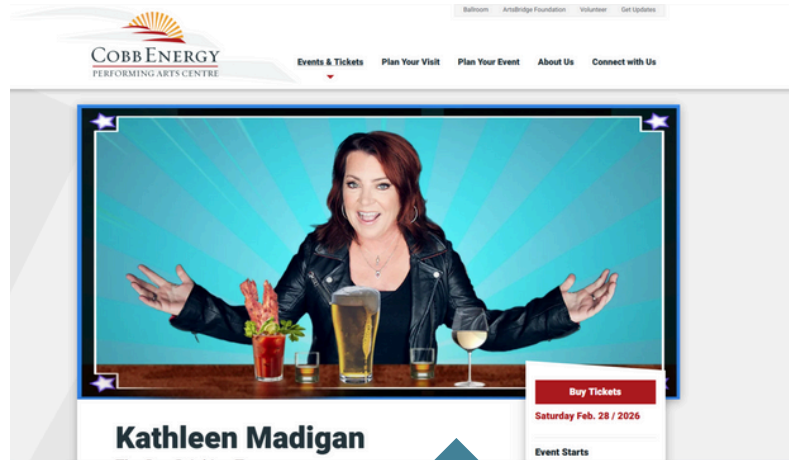 Ballroom ArtsBridge Foundation Volunteer Get Updates
COBB ENERGY
PERFORMING ARTS CENTRE
Events & Tickets Plan Your Visit Plan Your Event About Us Connect with Us
Buy Tickets
Saturday Feb. 28 / 2026
Kathleen Madigan
Event Starts